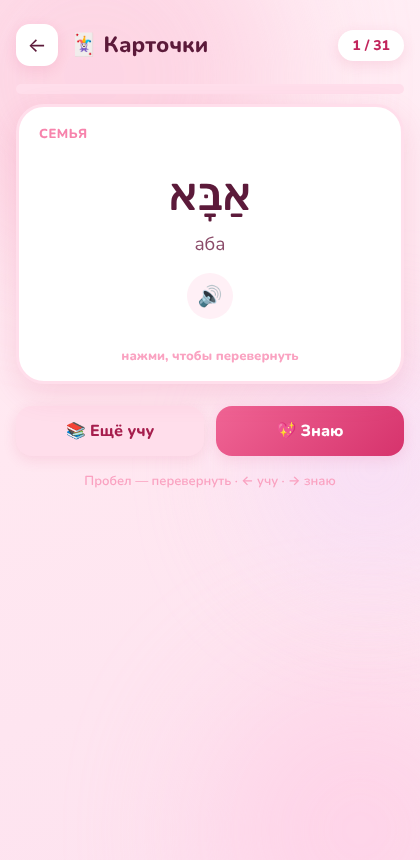 ← 🃏 Карточки 1 / 31
СЕМЬЯ
אַבָּא
аба
🔊
нажми, чтобы перевернуть
📚 Ещё учу 💖 Знаю
Пробел — перевернуть · ← учу · → знаю